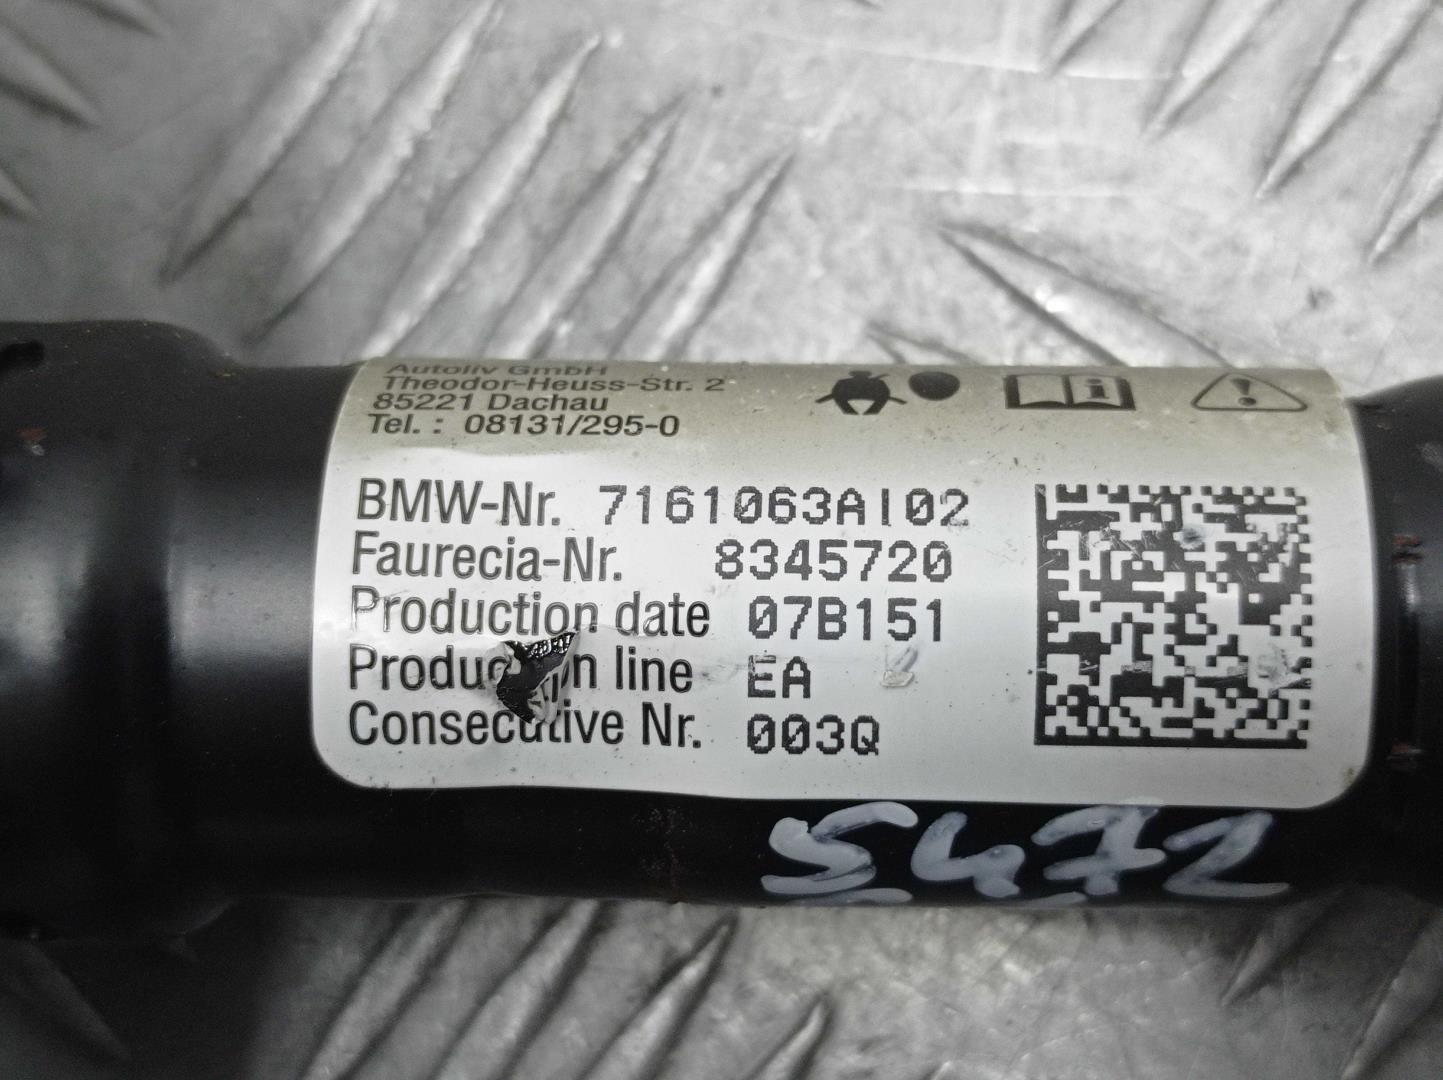 Autoliv GmbH
Theodor-Heuss-Str. 2
85221 Dachau
Tel. : 08131/295-0
BMW-Nr. 7161063AI02
Faurecia-Nr. 8345720
Production date 07B151
Production line EA
Consecutive Nr. 003Q
5472